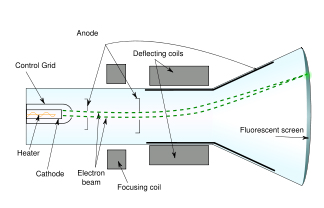 Anode
Deflecting coils
Control Grid
Fluorescent screen
Heater
Cathode
Electron
beam
Focusing coil